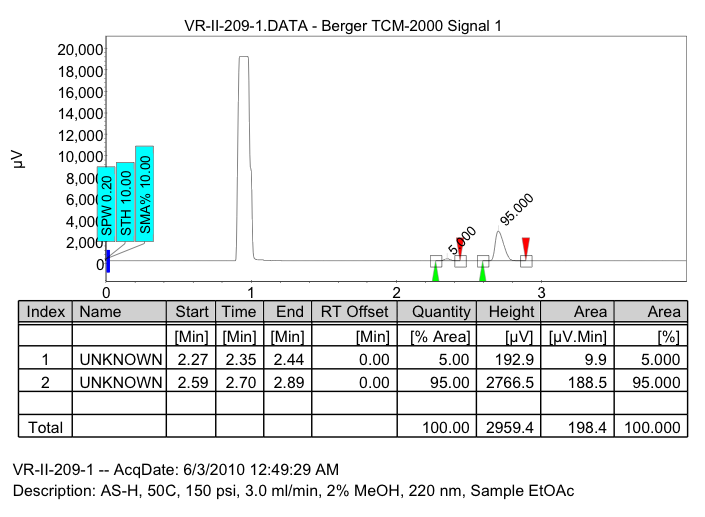 VR-II-209-1.DATA - Berger TCM-2000 Signal 1
µV
20,000
18,000
16,000
14,000
12,000
10,000
8,000
6,000
4,000
2,000
0
SPW 0.20
STH 10.00
SMA% 10.00
5.000
95.000
0 1 2 3
Index Name Start Time End RT Offset Quantity Height Area Area
[Min] [Min] [Min] [Min] [% Area] [µV] [µV.Min] [%]
1 UNKNOWN 2.27 2.35 2.44 0.00 5.00 192.9 9.9 5.000
2 UNKNOWN 2.59 2.70 2.89 0.00 95.00 2766.5 188.5 95.000
Total 100.00 2959.4 198.4 100.000
VR-II-209-1 -- AcqDate: 6/3/2010 12:49:29 AM
Description: AS-H, 50C, 150 psi, 3.0 ml/min, 2% MeOH, 220 nm, Sample EtOAc